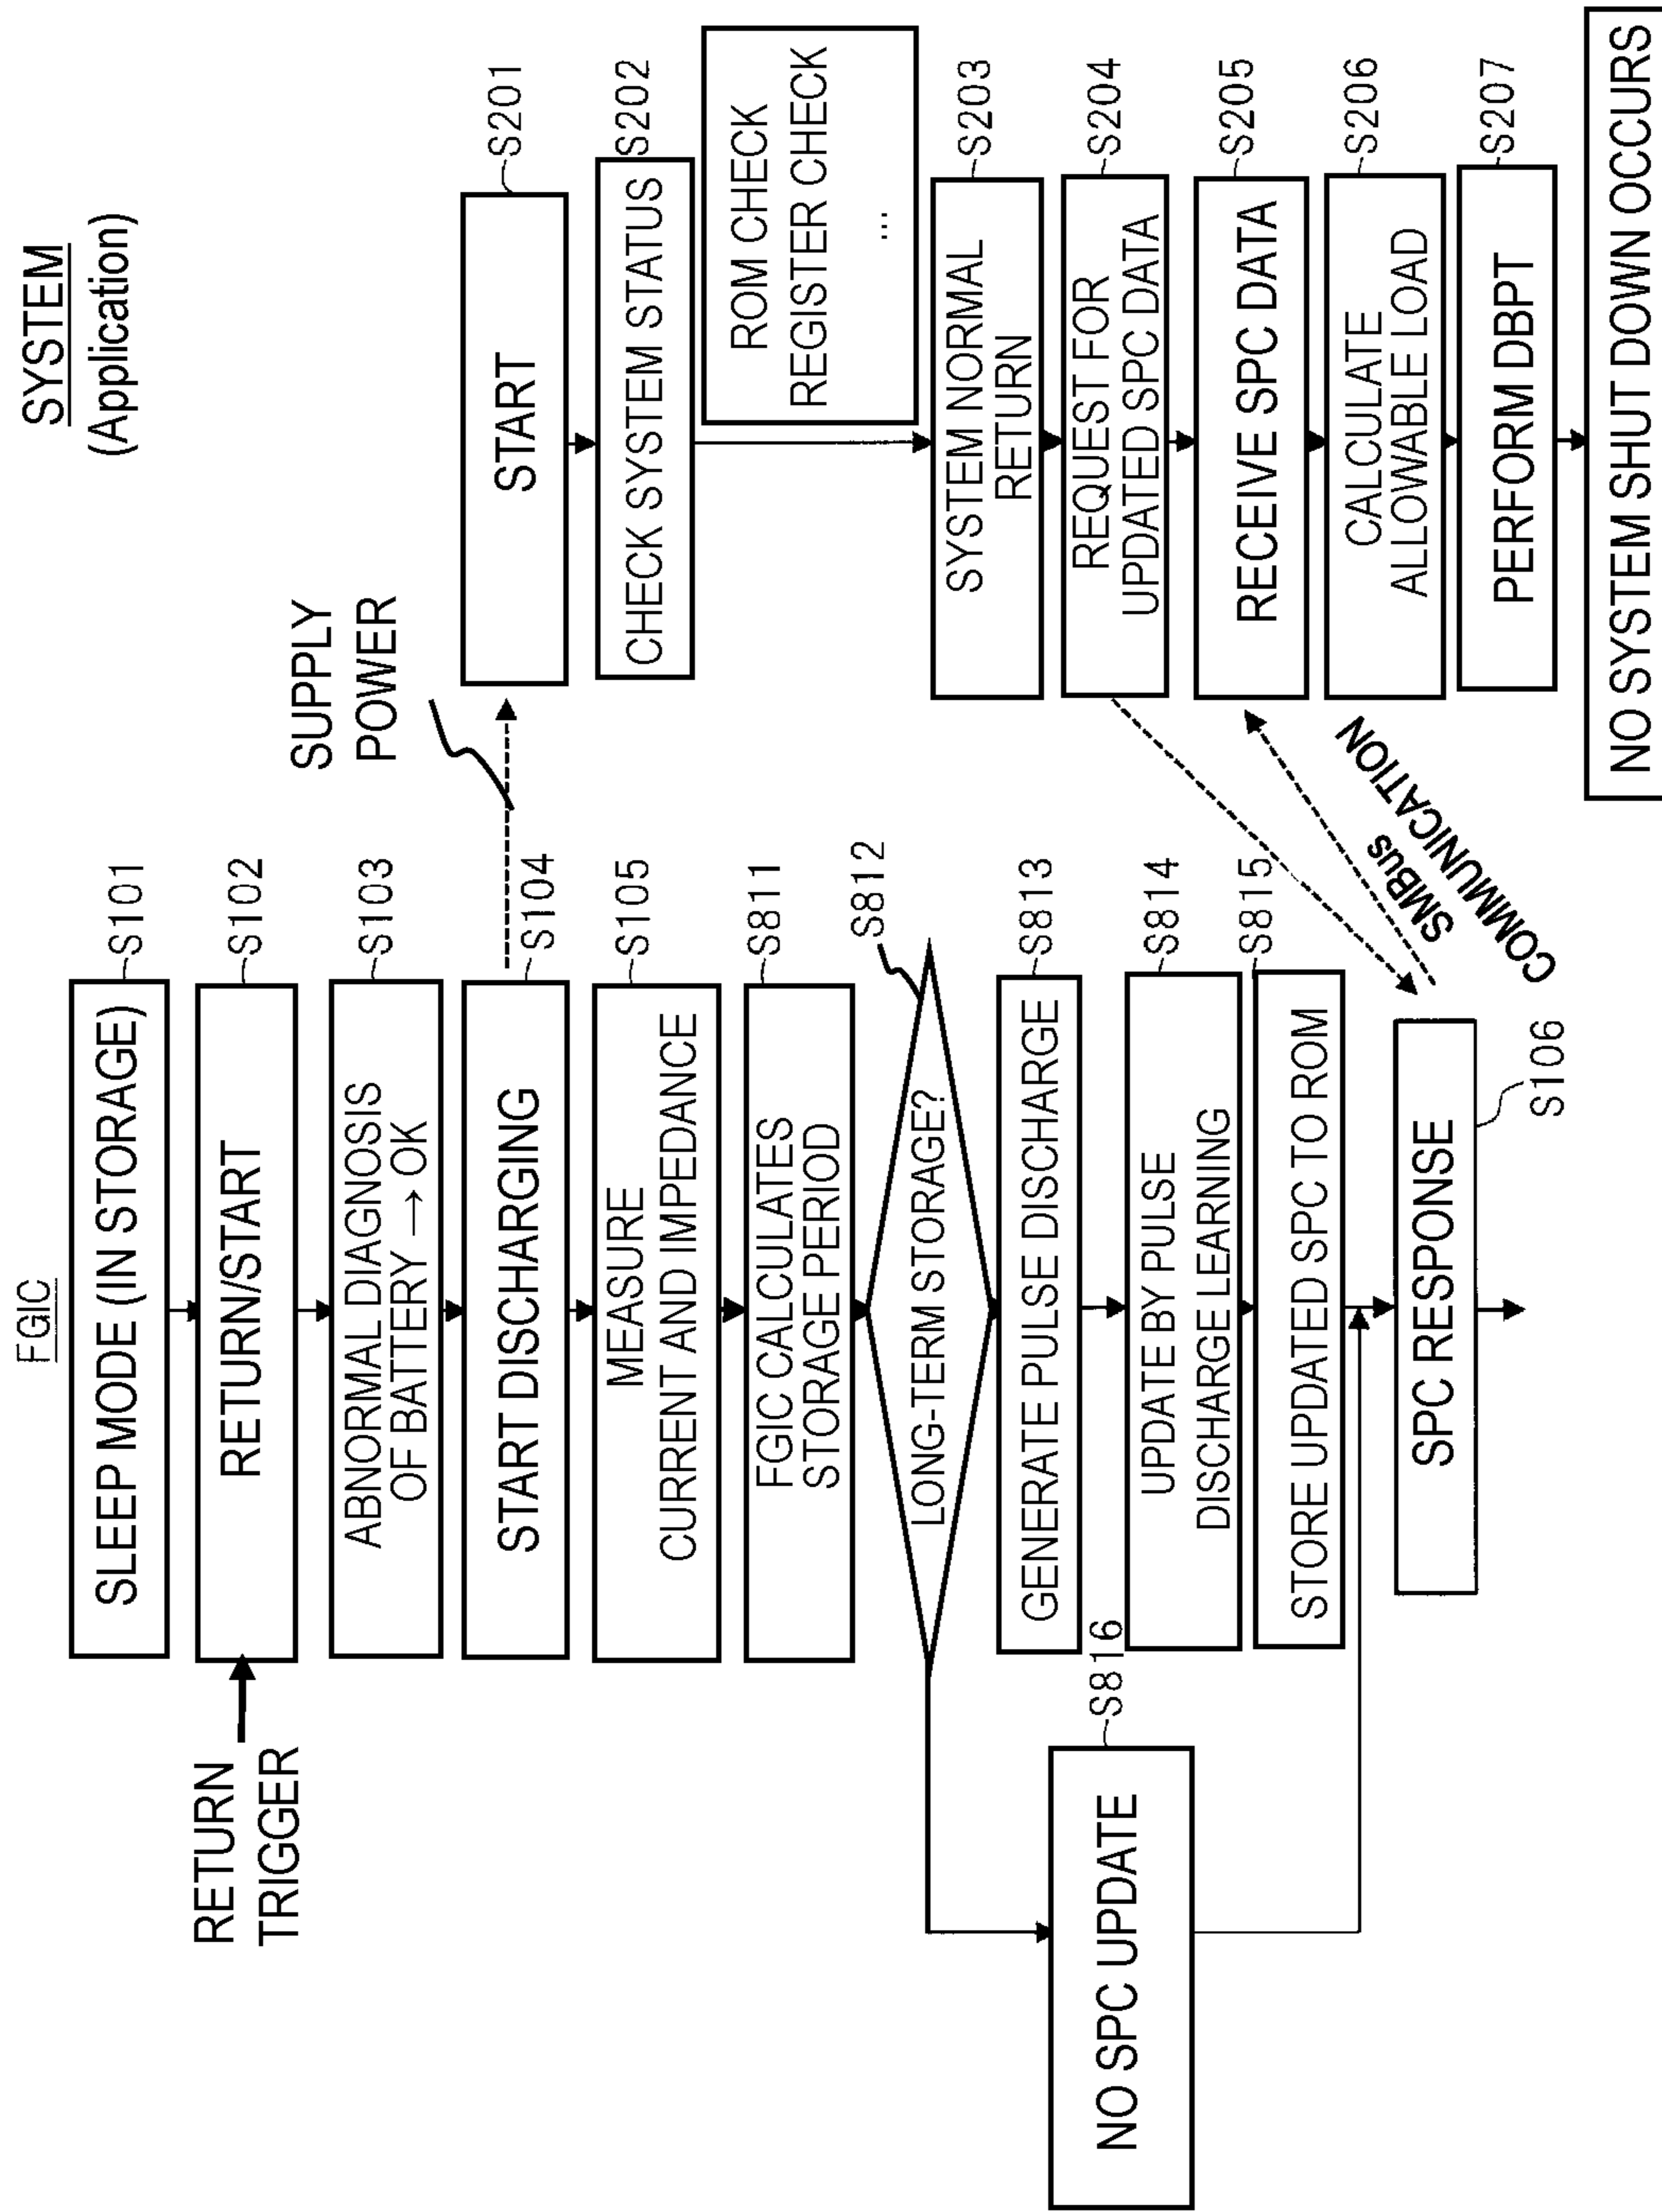 FGIC
SLEEP MODE (IN STORAGE)
S101
RETURN
TRIGGER
RETURN/START
S102
ABNORMAL DIAGNOSIS
OF BATTERY → OK
S103
START DISCHARGING
S104
MEASURE
CURRENT AND IMPEDANCE
S105
FGIC CALCULATES
STORAGE PERIOD
S811
LONG-TERM STORAGE?
S812
GENERATE PULSE DISCHARGE
S813
UPDATE BY PULSE
DISCHARGE LEARNING
S814
STORE UPDATED SPC TO ROM
S815
NO SPC UPDATE
S816
SPC RESPONSE
S106
SUPPLY
POWER
SMBus
COMMUNICATION
SYSTEM
(Application)
START
S201
CHECK SYSTEM STATUS
S202
ROM CHECK
REGISTER CHECK
...
SYSTEM NORMAL
RETURN
S203
REQUEST FOR
UPDATED SPC DATA
S204
RECEIVE SPC DATA
S205
CALCULATE
ALLOWABLE LOAD
S206
PERFORM DBPT
S207
NO SYSTEM SHUT DOWN OCCURS